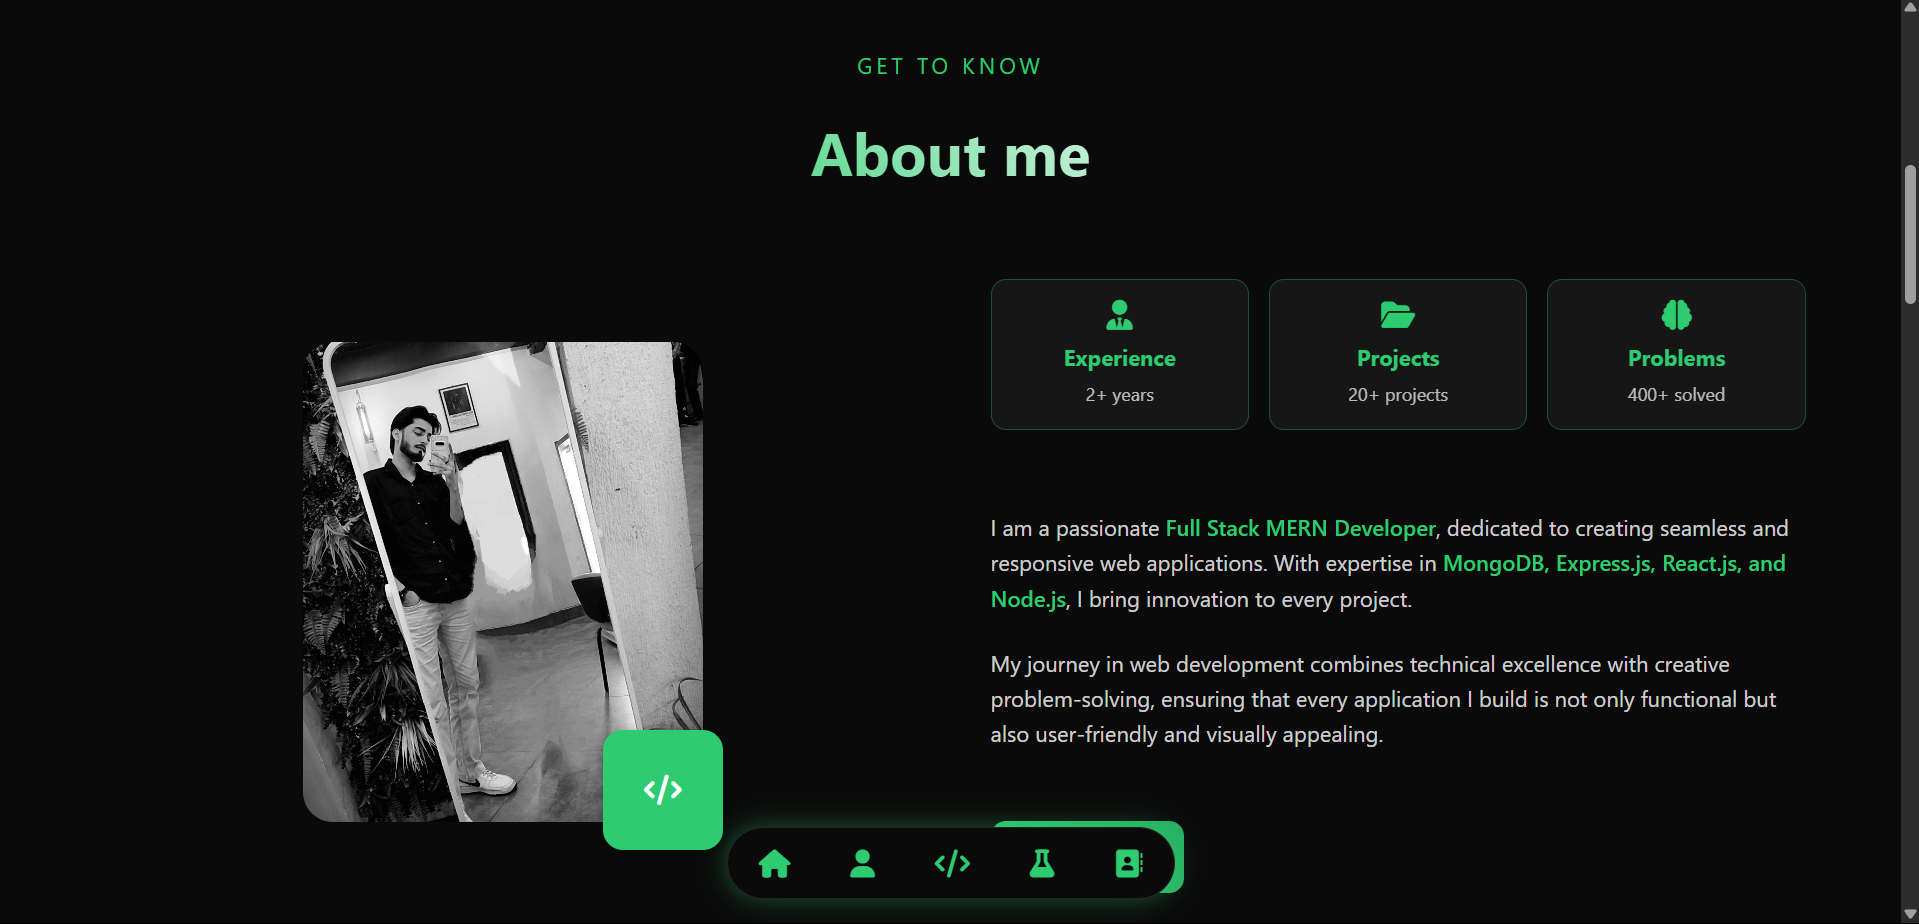 GET TO KNOW
About me
Experience
2+ years
Projects
20+ projects
Problems
400+ solved
I am a passionate Full Stack MERN Developer, dedicated to creating seamless and
responsive web applications. With expertise in MongoDB, Express.js, React.js, and
Node.js, I bring innovation to every project.
My journey in web development combines technical excellence with creative
problem-solving, ensuring that every application I build is not only functional but
also user-friendly and visually appealing.